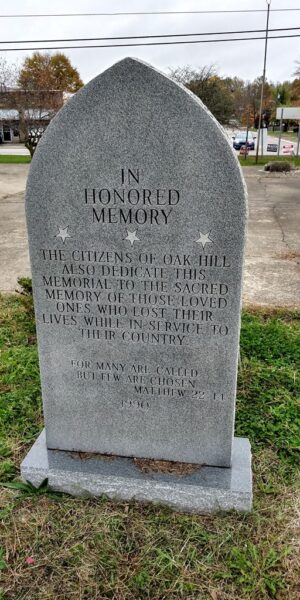 IN
HONORED
MEMORY
THE CITIZENS OF OAK HILL
ALSO DEDICATE THIS
MEMORIAL TO THE SACRED
MEMORY OF THOSE LOVED
ONES WHO LOST THEIR
LIVES WHILE IN SERVICE TO
THEIR COUNTRY
FOR MANY ARE CALLED
BUT FEW ARE CHOSEN
MATTHEW 22 14
1990